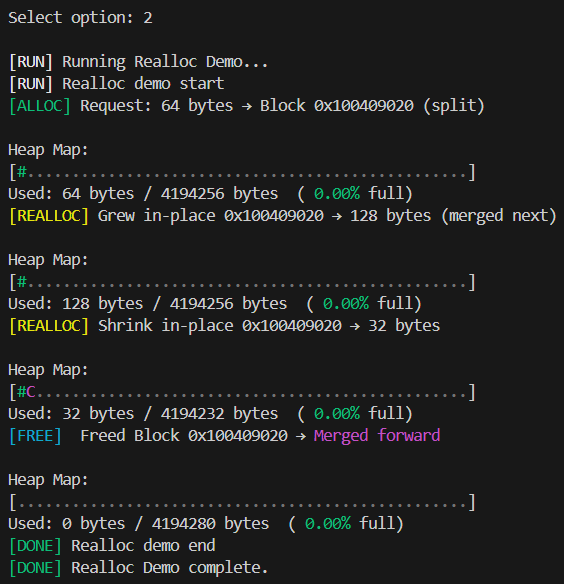 Select option: 2
[RUN] Running Realloc Demo...
[RUN] Realloc demo start
[ALLOC] Request: 64 bytes → Block 0x100409020 (split)
Heap Map:
[#.................................................]
Used: 64 bytes / 4194256 bytes  ( 0.00% full)
[REALLOC] Grew in-place 0x100409020 → 128 bytes (merged next)
Heap Map:
[#.................................................]
Used: 128 bytes / 4194256 bytes  ( 0.00% full)
[REALLOC] Shrink in-place 0x100409020 → 32 bytes
Heap Map:
[#C................................................]
Used: 32 bytes / 4194232 bytes  ( 0.00% full)
[FREE]  Freed Block 0x100409020 → Merged forward
Heap Map:
[..................................................]
Used: 0 bytes / 4194280 bytes  ( 0.00% full)
[DONE] Realloc demo end
[DONE] Realloc Demo complete.